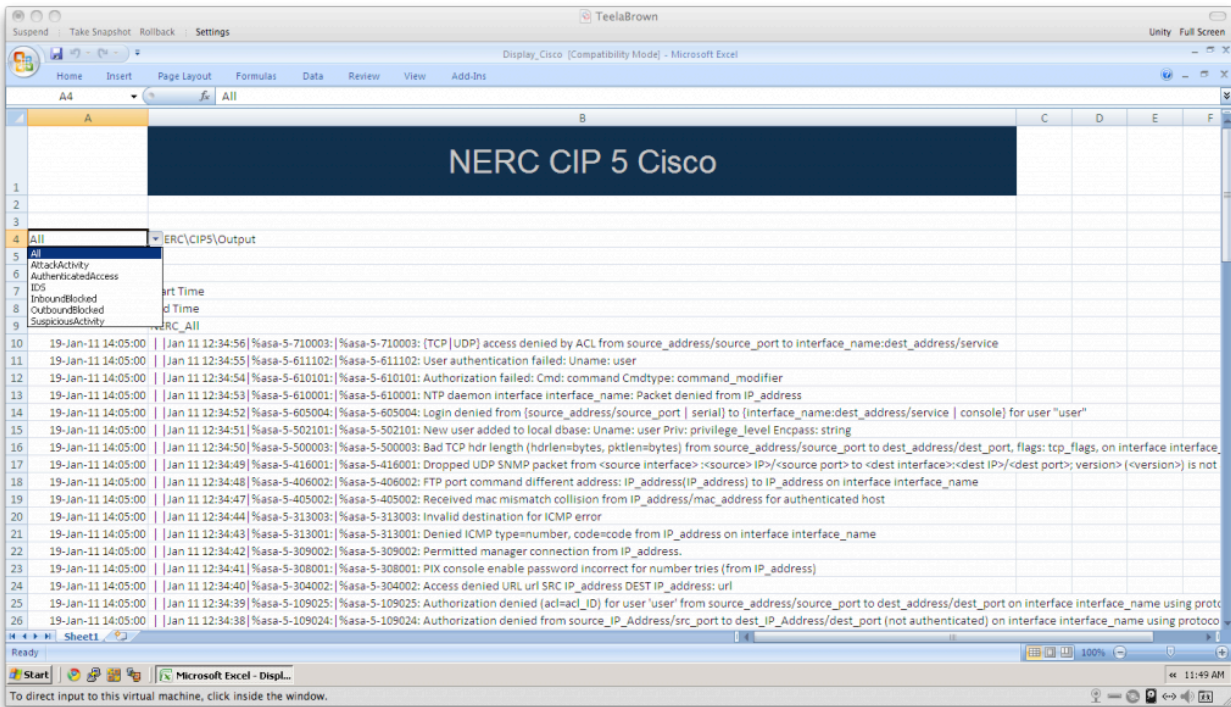 TeelaBrown
Suspend Take Snapshot Rollback Settings Unity Full Screen
Display_Cisco [Compatibility Mode] - Microsoft Excel
Home Insert Page Layout Formulas Data Review View Add-Ins
A4 fx All
A B C D E F
1 NERC CIP 5 Cisco
2
3
4 All ERC\CIP5\Output
5 All
AttackActivity
6 AuthenticatedAccess
IDS
7 art Time
InboundBlocked
8 OutboundBlocked d Time
SuspiciousActivity
9 NERC_All
10 19-Jan-11 14:05:00 | |Jan 11 12:34:56|%asa-5-710003:|%asa-5-710003: {TCP|UDP} access denied by ACL from source_address/source_port to interface_name:dest_address/service
11 19-Jan-11 14:05:00 | |Jan 11 12:34:55|%asa-5-611102:|%asa-5-611102: User authentication failed: Uname: user
12 19-Jan-11 14:05:00 | |Jan 11 12:34:54|%asa-5-610101:|%asa-5-610101: Authorization failed: Cmd: command Cmdtype: command_modifier
13 19-Jan-11 14:05:00 | |Jan 11 12:34:53|%asa-5-610001:|%asa-5-610001: NTP daemon interface interface_name: Packet denied from IP_address
14 19-Jan-11 14:05:00 | |Jan 11 12:34:52|%asa-5-605004:|%asa-5-605004: Login denied from {source_address/source_port | serial} to {interface_name:dest_address/service | console} for user "user"
15 19-Jan-11 14:05:00 | |Jan 11 12:34:51|%asa-5-502101:|%asa-5-502101: New user added to local dbase: Uname: user Priv: privilege_level Encpass: string
16 19-Jan-11 14:05:00 | |Jan 11 12:34:50|%asa-5-500003:|%asa-5-500003: Bad TCP hdr length (hdrlen=bytes, pktlen=bytes) from source_address/source_port to dest_address/dest_port, flags: tcp_flags, on interface interface_
17 19-Jan-11 14:05:00 | |Jan 11 12:34:49|%asa-5-416001:|%asa-5-416001: Dropped UDP SNMP packet from <source interface> :<source> IP>/<source port> to <dest interface>:<dest IP>/<dest port>; version> (<version>) is not
18 19-Jan-11 14:05:00 | |Jan 11 12:34:48|%asa-5-406002:|%asa-5-406002: FTP port command different address: IP_address(IP_address) to IP_address on interface interface_name
19 19-Jan-11 14:05:00 | |Jan 11 12:34:47|%asa-5-405002:|%asa-5-405002: Received mac mismatch collision from IP_address/mac_address for authenticated host
20 19-Jan-11 14:05:00 | |Jan 11 12:34:44|%asa-5-313003:|%asa-5-313003: Invalid destination for ICMP error
21 19-Jan-11 14:05:00 | |Jan 11 12:34:43|%asa-5-313001:|%asa-5-313001: Denied ICMP type=number, code=code from IP_address on interface interface_name
22 19-Jan-11 14:05:00 | |Jan 11 12:34:42|%asa-5-309002:|%asa-5-309002: Permitted manager connection from IP_address.
23 19-Jan-11 14:05:00 | |Jan 11 12:34:41|%asa-5-308001:|%asa-5-308001: PIX console enable password incorrect for number tries (from IP_address)
24 19-Jan-11 14:05:00 | |Jan 11 12:34:40|%asa-5-304002:|%asa-5-304002: Access denied URL url SRC IP_address DEST IP_address: url
25 19-Jan-11 14:05:00 | |Jan 11 12:34:39|%asa-5-109025:|%asa-5-109025: Authorization denied (acl=acl_ID) for user 'user' from source_address/source_port to dest_address/dest_port on interface interface_name using proto
26 19-Jan-11 14:05:00 | |Jan 11 12:34:38|%asa-5-109024:|%asa-5-109024: Authorization denied from source_IP_Address/src_port to dest_IP_Address/dest_port (not authenticated) on interface interface_name using protoco
Sheet1
Ready 100%
Start Microsoft Excel - Displ... 11:49 AM
To direct input to this virtual machine, click inside the window.